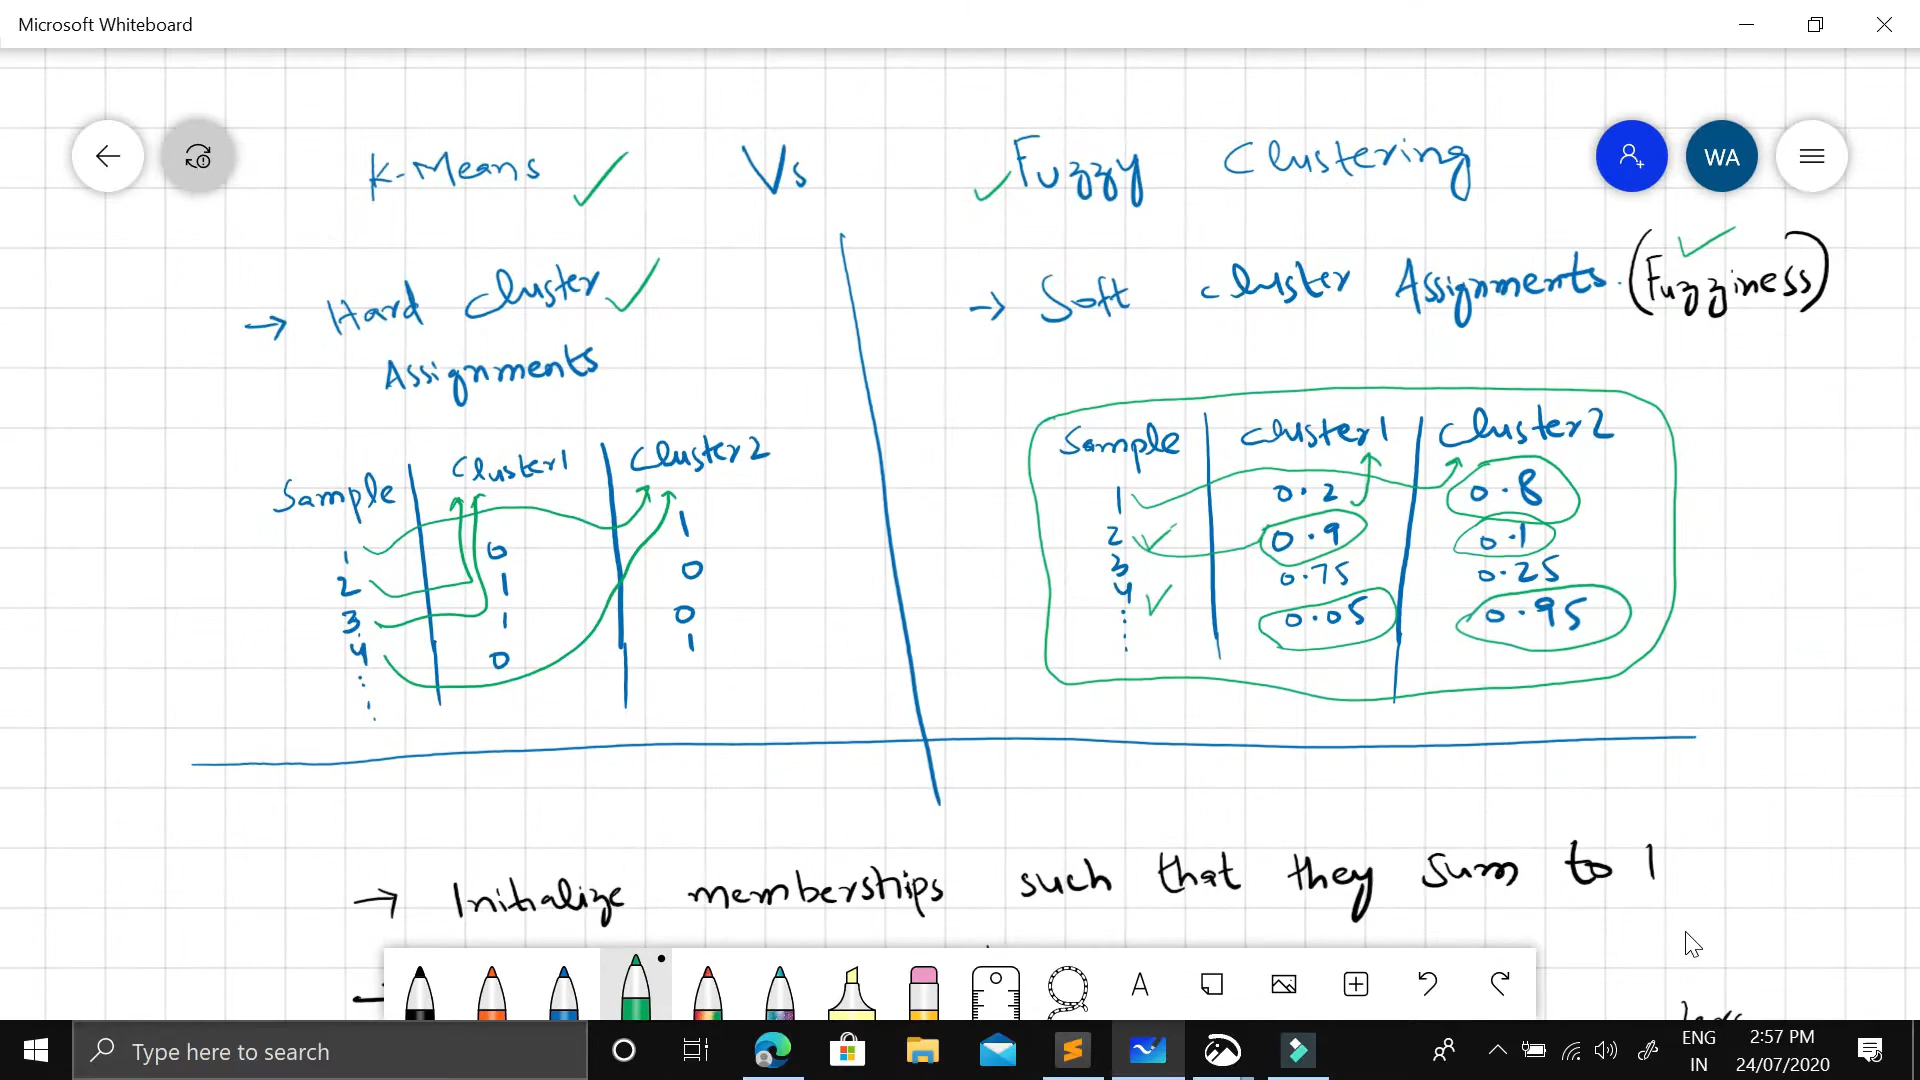 Microsoft Whiteboard
K-Means Vs Fuzzy Clustering
WA
→ Hard Cluster
Assignments
→ Soft Cluster Assignments. (Fuzziness)
Sample Cluster1 Cluster2
1 0 1
2 1 0
3 1 0
4 0 1
Sample Cluster1 Cluster2
1 0.2 0.8
2 0.9 0.1
3 0.75 0.25
4 0.05 0.95
→ Initialize memberships such that they sum to 1
A
Type here to search
ENG
IN
2:57 PM
24/07/2020